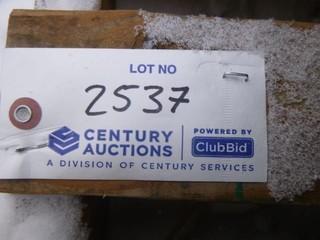 LOT NO
2537
CENTURY AUCTIONS
POWERED BY
ClubBid
A DIVISION OF CENTURY SERVICES